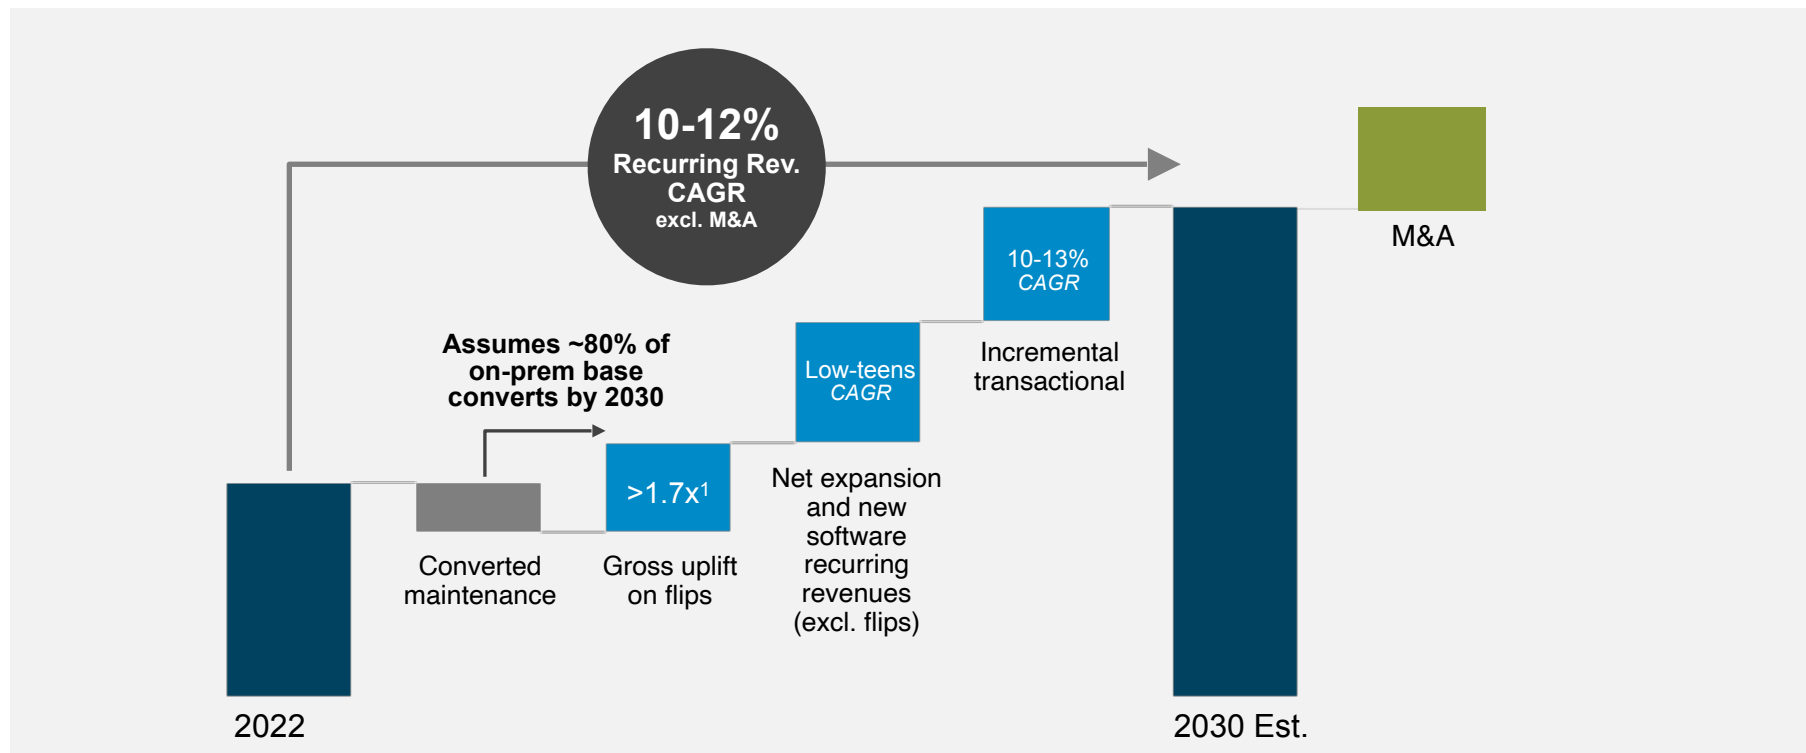 10-12%
Recurring Rev.
CAGR
excl. M&A
M&A
10-13%
CAGR
Assumes ~80% of
on-prem base
converts by 2030
Low-teens
CAGR
Incremental
transactional
>1.7x1
Net expansion
and new
software
recurring
revenues
(excl. flips)
Converted
maintenance
Gross uplift
on flips
2022
2030 Est.